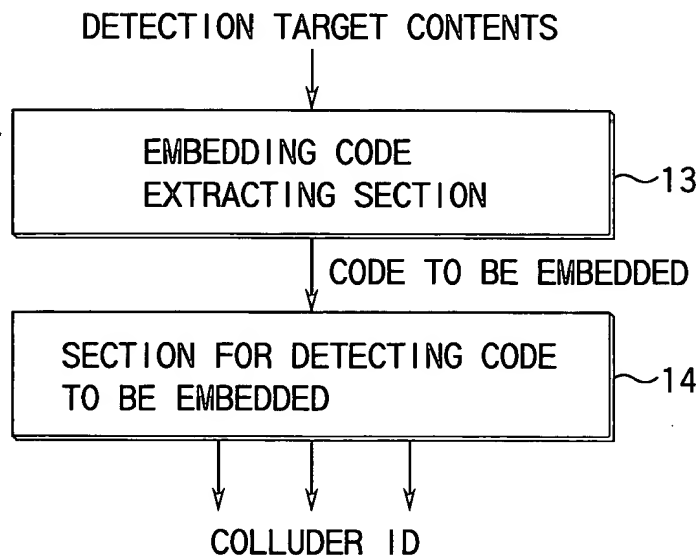 DETECTION TARGET CONTENTS
EMBEDDING CODE
EXTRACTING SECTION
13
CODE TO BE EMBEDDED
SECTION FOR DETECTING CODE
TO BE EMBEDDED
14
COLLUDER ID